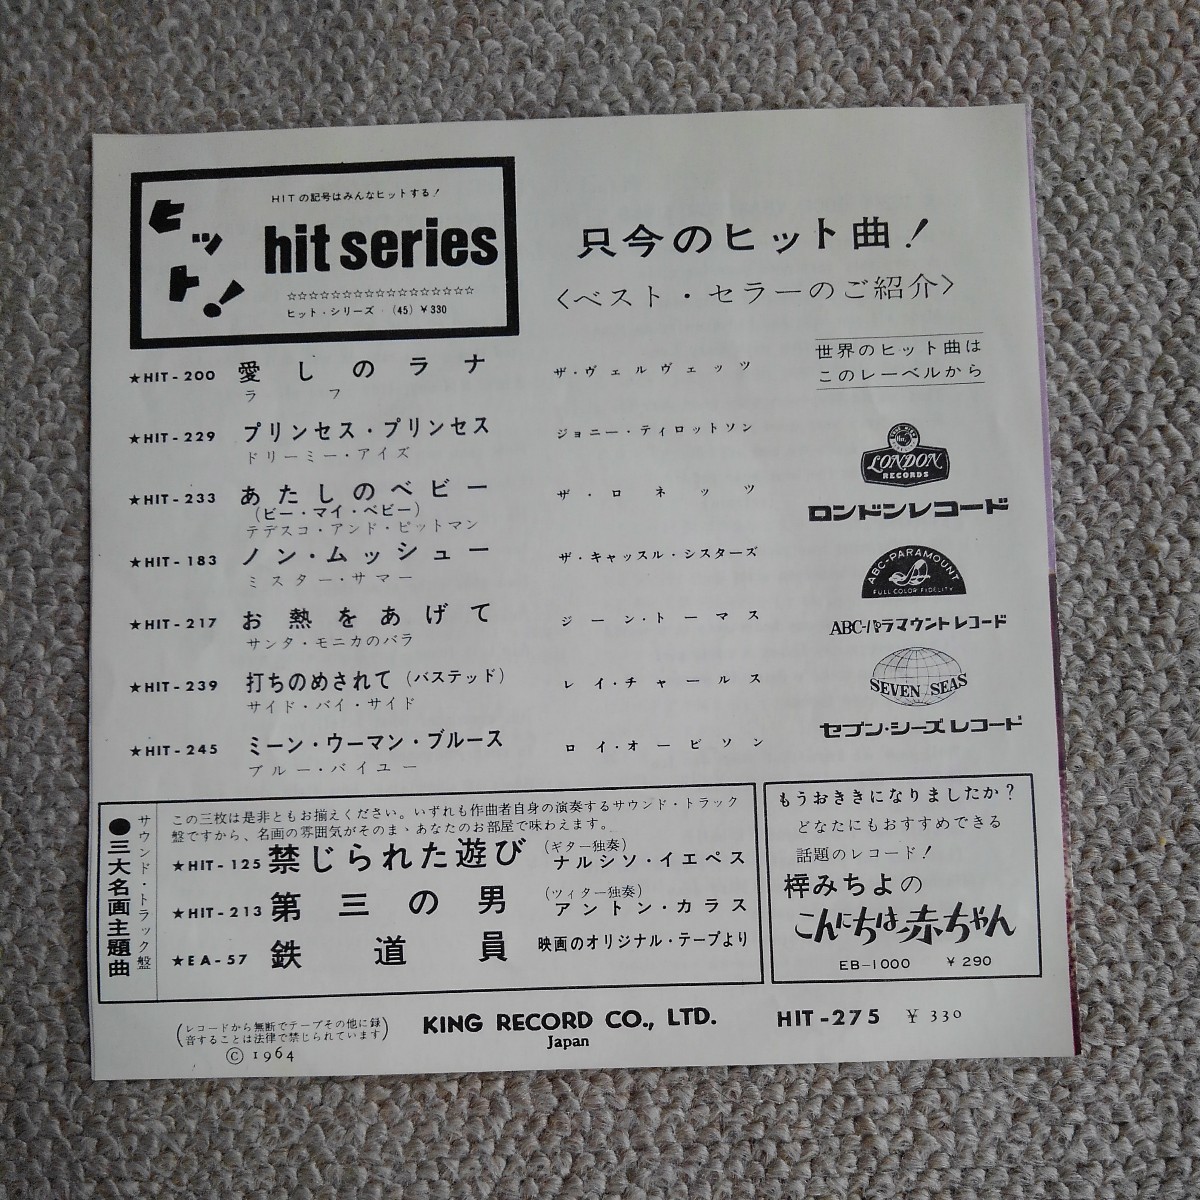 HITの記号はみんなヒットする!
ヒット!
hit series
☆☆☆☆☆☆☆☆☆☆☆☆☆☆☆☆☆
ヒット・シリーズ (45) ¥330
只今のヒット曲!
〈ベスト・セラーのご紹介〉
世界のヒット曲は
このレーベルから
★HIT-200 愛しのラナ ザ・ヴェルヴェッツ
ラフ
★HIT-229 プリンセス・プリンセス ジョニー・ティロットソン
ドリーミー・アイズ
★HIT-233 あたしのベビー ザ・ロネッツ
(ビー・マイ・ベビー)
テデスコ・アンド・ピットマン
★HIT-183 ノン・ムッシュー ザ・キャッスル・シスターズ
ミスター・サマー
★HIT-217 お熱をあげて ジーン・トーマス
サンタ・モニカのバラ
★HIT-239 打ちのめされて (バステッド) レイ・チャールス
サイド・バイ・サイド
★HIT-245 ミーン・ウーマン・ブルース ロイ・オービソン
ブルー・バイユー
LONDON
RECORDS
ロンドンレコード
ABC-PARAMOUNT
FULL COLOR FIDELITY
ABC-パラマウントレコード
SEVEN SEAS
セブン・シーズレコード
●三大名画主題曲
サウンド・トラック盤
この三枚は是非ともお揃えください。いずれも作曲者自身の演奏するサウンド・トラック
盤ですから、名画の雰囲気がそのまゝあなたのお部屋で味わえます。
★HIT-125 禁じられた遊び (ギター独奏) ナルシソ・イエペス
★HIT-213 第三の男 (ツィター独奏) アントン・カラス
★EA-57 鉄道員 映画のオリジナル・テープより
もうおききになりましたか?
どなたにもおすすめできる
話題のレコード!
梓みちよの
こんにちは赤ちゃん
EB-1000 ¥290
(レコードから無断でテープその他に録
音することは法律で禁じられています)
© 1964
KING RECORD CO., LTD.
Japan
HIT-275 ¥330